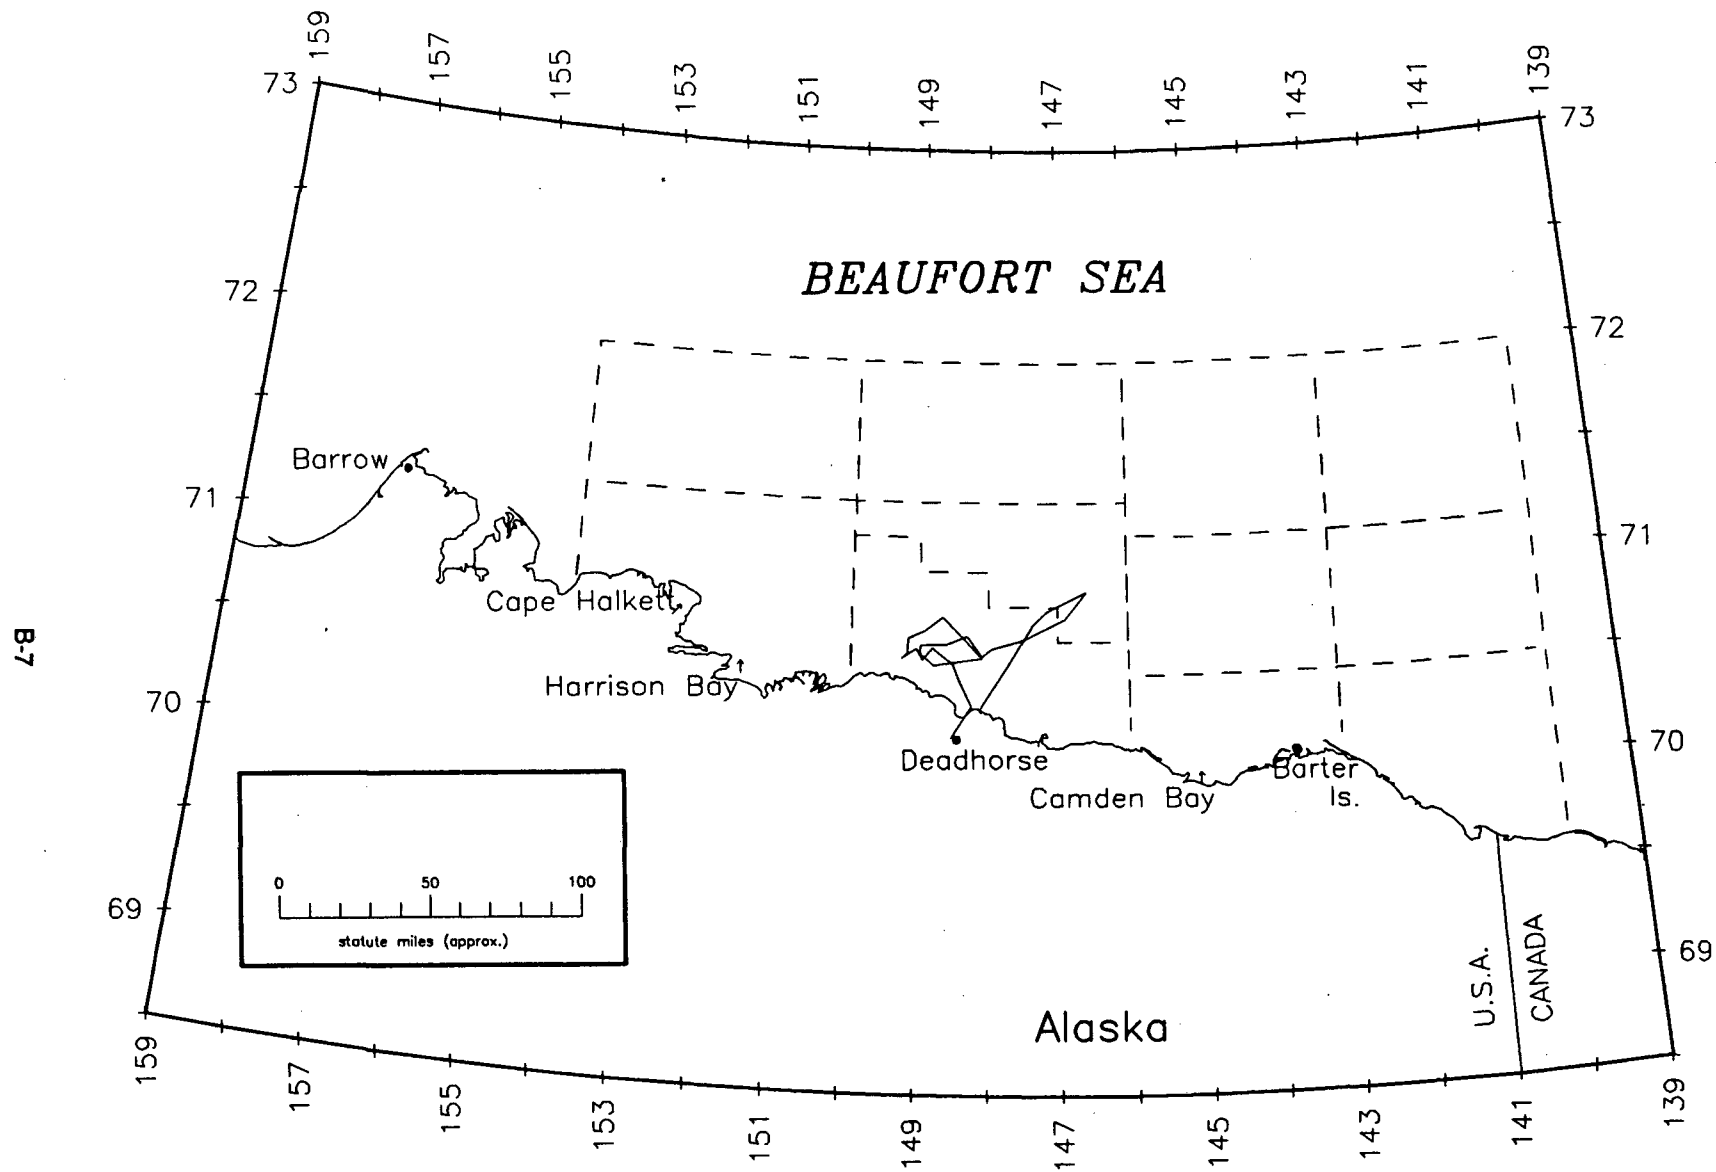 159
157
155
153
151
149
147
145
143
141
139
73
73
BEAUFORT SEA
72
72
Barrow
71
71
Cape Halkett
B-7
Harrison Bay
70
70
Deadhorse
Barter
Is.
Camden Bay
0
50
100
statute miles (approx.)
69
69
U.S.A.
CANADA
Alaska
159
157
155
153
151
149
147
145
143
141
139